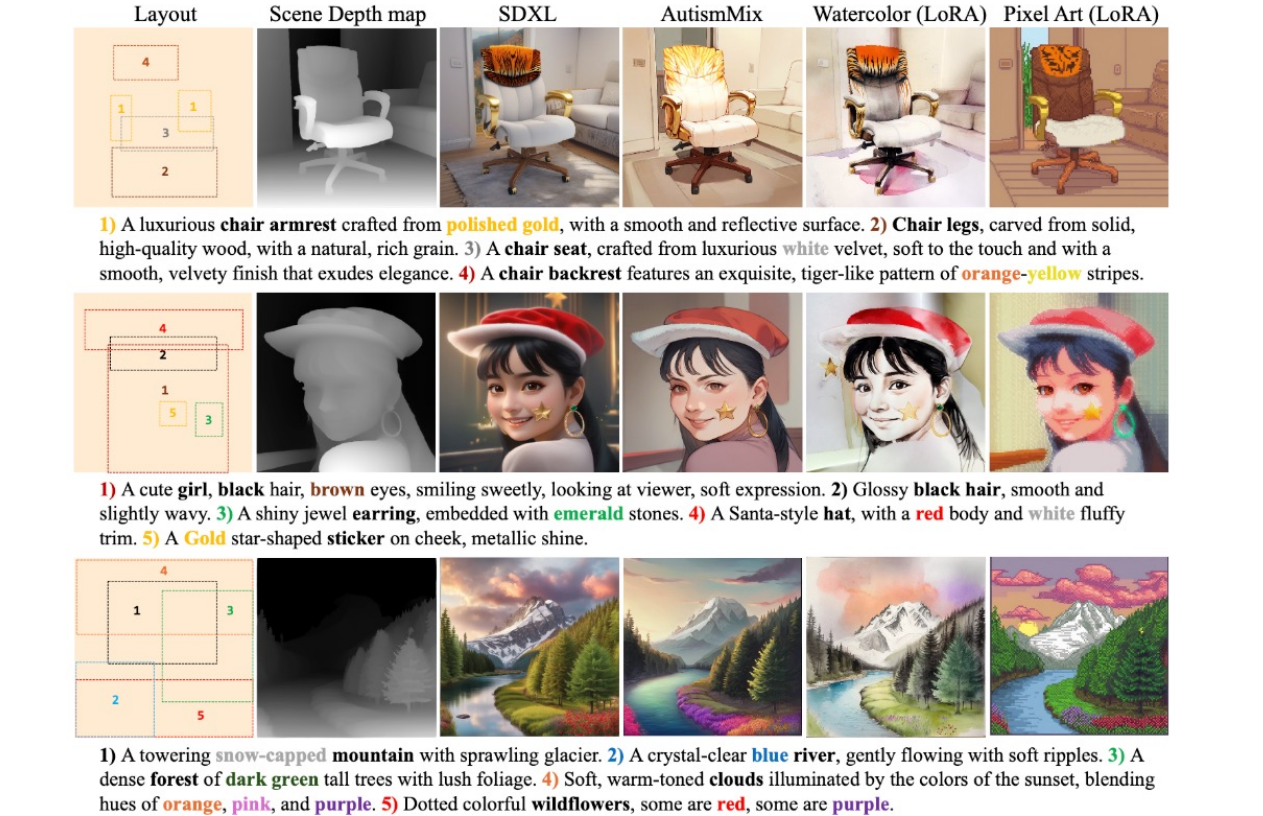 Layout Scene Depth map SDXL AutismMix Watercolor (LoRA) Pixel Art (LoRA)
4
1 1
3
2
1) A luxurious chair armrest crafted from polished gold, with a smooth and reflective surface. 2) Chair legs, carved from solid,
high-quality wood, with a natural, rich grain. 3) A chair seat, crafted from luxurious white velvet, soft to the touch and with a
smooth, velvety finish that exudes elegance. 4) A chair backrest features an exquisite, tiger-like pattern of orange-yellow stripes.
4
2
1
5 3
1) A cute girl, black hair, brown eyes, smiling sweetly, looking at viewer, soft expression. 2) Glossy black hair, smooth and
slightly wavy. 3) A shiny jewel earring, embedded with emerald stones. 4) A Santa-style hat, with a red body and white fluffy
trim. 5) A Gold star-shaped sticker on cheek, metallic shine.
4
1 3
2
5
1) A towering snow-capped mountain with sprawling glacier. 2) A crystal-clear blue river, gently flowing with soft ripples. 3) A
dense forest of dark green tall trees with lush foliage. 4) Soft, warm-toned clouds illuminated by the colors of the sunset, blending
hues of orange, pink, and purple. 5) Dotted colorful wildflowers, some are red, some are purple.